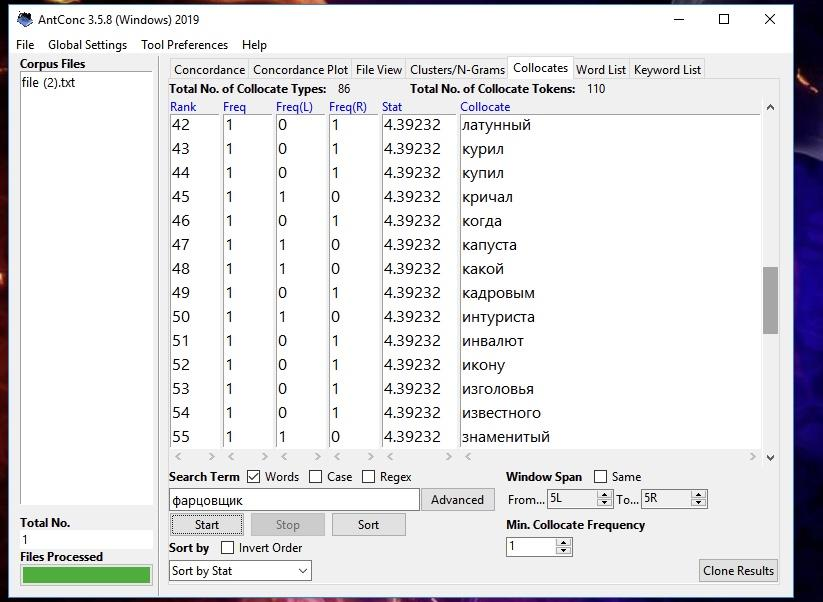 AntConc 3.5.8 (Windows) 2019
File Global Settings Tool Preferences Help
Corpus Files
file (2).txt
Concordance Concordance Plot File View Clusters/N-Grams Collocates Word List Keyword List
Total No. of Collocate Types: 86 Total No. of Collocate Tokens: 110
Rank Freq Freq(L) Freq(R) Stat Collocate
42 1 0 1 4.39232 латунный
43 1 0 1 4.39232 курил
44 1 0 1 4.39232 купил
45 1 1 0 4.39232 кричал
46 1 0 1 4.39232 когда
47 1 1 0 4.39232 капуста
48 1 1 0 4.39232 какой
49 1 0 1 4.39232 кадровым
50 1 1 0 4.39232 интуриста
51 1 0 1 4.39232 инвалют
52 1 0 1 4.39232 икону
53 1 0 1 4.39232 изголовья
54 1 0 1 4.39232 известного
55 1 1 0 4.39232 знаменитый
Search Term Words Case Regex Window Span Same
фарцовщик Advanced From... 5L To... 5R
Start Stop Sort Min. Collocate Frequency
Total No.
1
Files Processed
Sort by Invert Order 1
Sort by Stat Clone Results